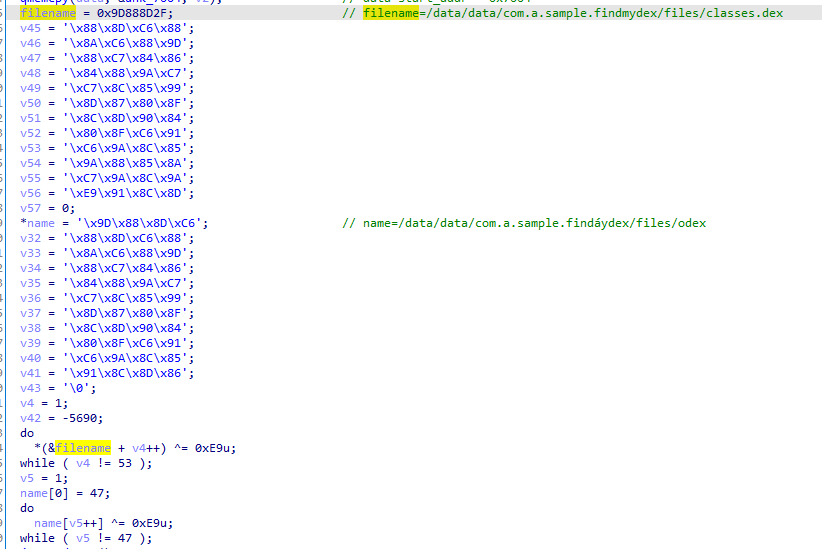 filename = 0x9D888D2F; // filename=/data/data/com.a.sample.findmydex/files/classes.dex
v45 = '\x88\x8D\xC6\x88';
v46 = '\x8A\xC6\x88\x9D';
v47 = '\x88\xC7\x84\x86';
v48 = '\x84\x88\x9A\xC7';
v49 = '\xC7\x8C\x85\x99';
v50 = '\x8D\x87\x80\x8F';
v51 = '\x8C\x8D\x90\x84';
v52 = '\x80\x8F\xC6\x91';
v53 = '\xC6\x9A\x8C\x85';
v54 = '\x9A\x88\x85\x8A';
v55 = '\xC7\x9A\x8C\x9A';
v56 = '\xE9\x91\x8C\x8D';
v57 = 0;
*name = '\x9D\x88\x8D\xC6'; // name=/data/data/com.a.sample.findáydex/files/odex
v32 = '\x88\x8D\xC6\x88';
v33 = '\x8A\xC6\x88\x9D';
v34 = '\x88\xC7\x84\x86';
v35 = '\x84\x88\x9A\xC7';
v36 = '\xC7\x8C\x85\x99';
v37 = '\x8D\x87\x80\x8F';
v38 = '\x8C\x8D\x90\x84';
v39 = '\x80\x8F\xC6\x91';
v40 = '\xC6\x9A\x8C\x85';
v41 = '\x91\x8C\x8D\x86';
v43 = '\0';
v4 = 1;
v42 = -5690;
do
*(&filename + v4++) ^= 0xE9u;
while ( v4 != 53 );
v5 = 1;
name[0] = 47;
do
name[v5++] ^= 0xE9u;
while ( v5 != 47 );